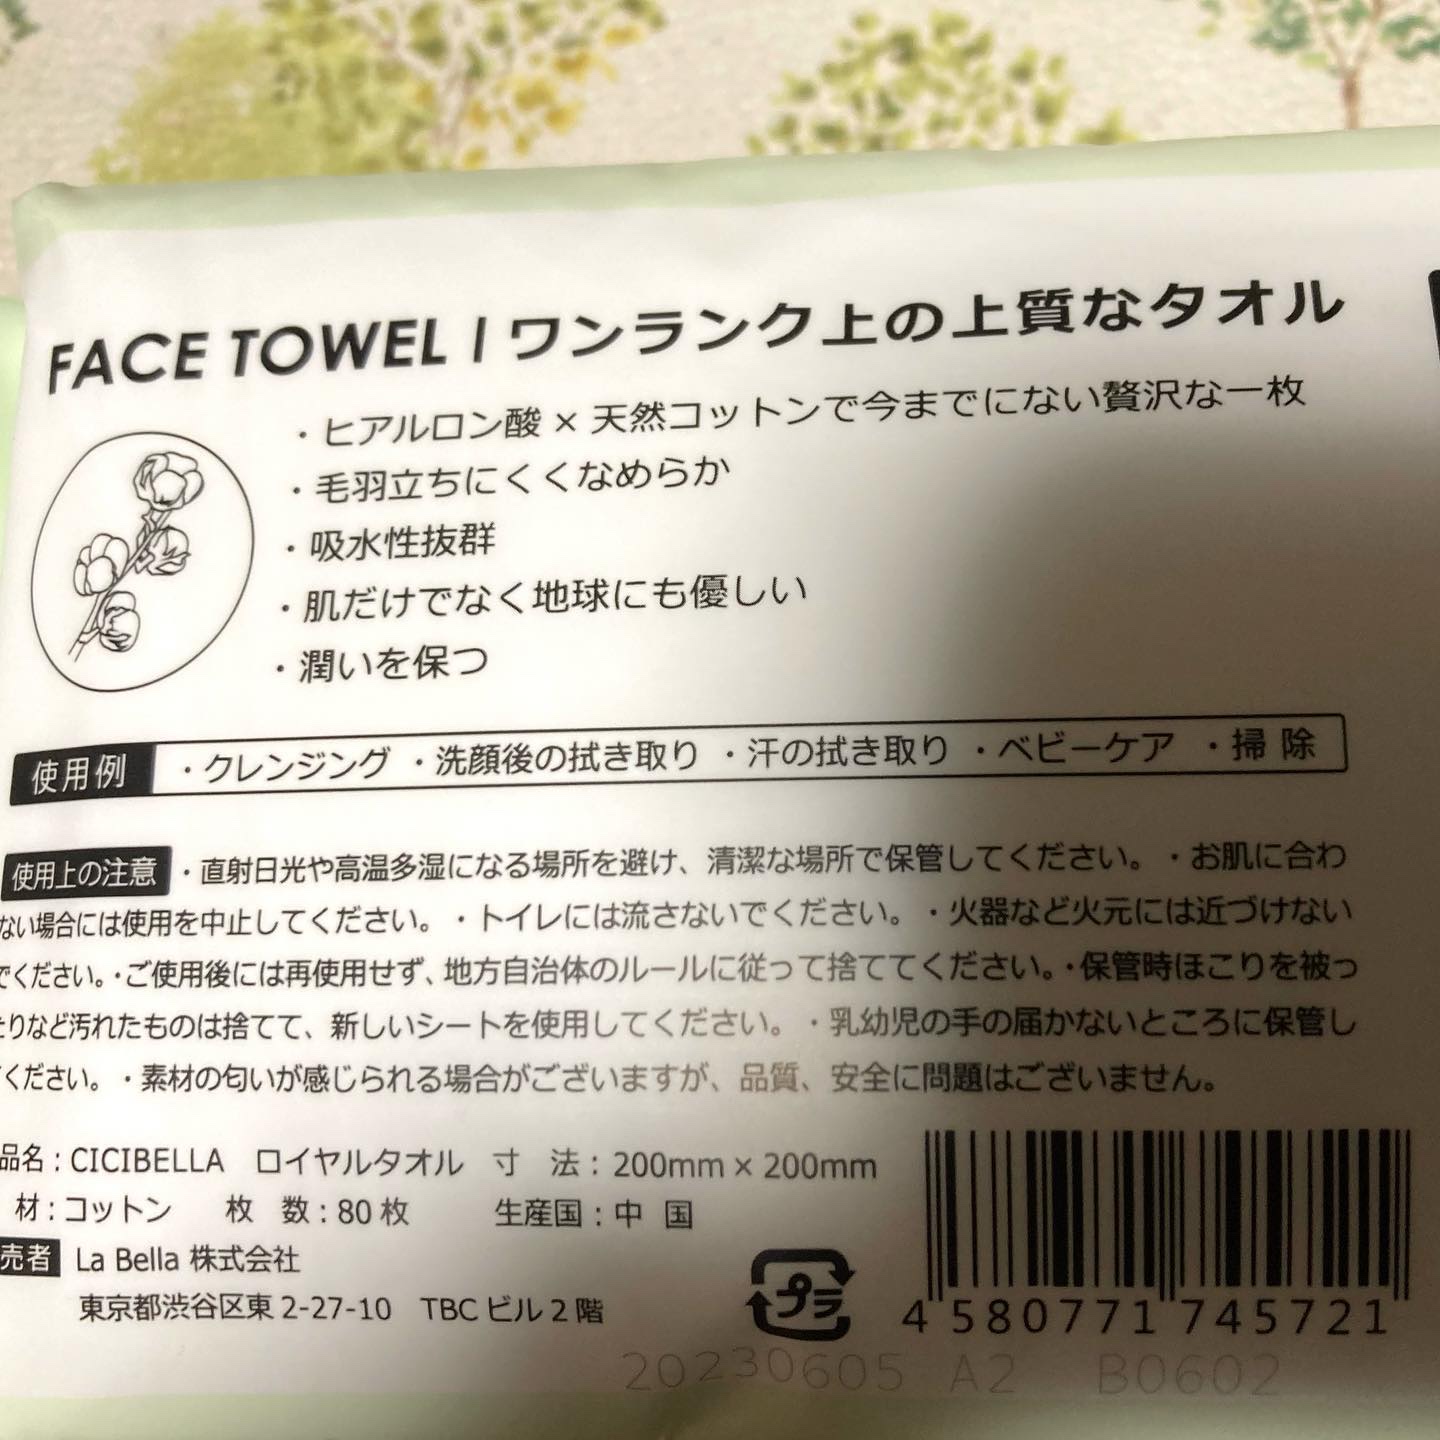 FACE TOWEL | ワンランク上の上質なタオル
・ヒアルロン酸 × 天然コットンで今までにない贅沢な一枚
・毛羽立ちにくくなめらか
・吸水性抜群
・肌だけでなく地球にも優しい
・潤いを保つ
使用例 ・クレンジング ・洗顔後の拭き取り ・汗の拭き取り ・ベビーケア ・掃除
使用上の注意 ・直射日光や高温多湿になる場所を避け、清潔な場所で保管してください。・お肌に合わ
ない場合には使用を中止してください。・トイレには流さないでください。・火器など火元には近づけない
でください。・ご使用後には再使用せず、地方自治体のルールに従って捨ててください。・保管時ほこりを被っ
たりなど汚れたものは捨てて、新しいシートを使用してください。・乳幼児の手の届かないところに保管し
てください。・素材の匂いが感じられる場合がございますが、品質、安全に問題はございません。
品名：CICIBELLA ロイヤルタオル 寸 法：200mm × 200mm
材：コットン 枚 数：80枚 生産国：中 国
売者 La Bella 株式会社
東京都渋谷区東 2-27-10 TBC ビル 2 階
プラ
4 580771 745721
20230605 A2 B0602